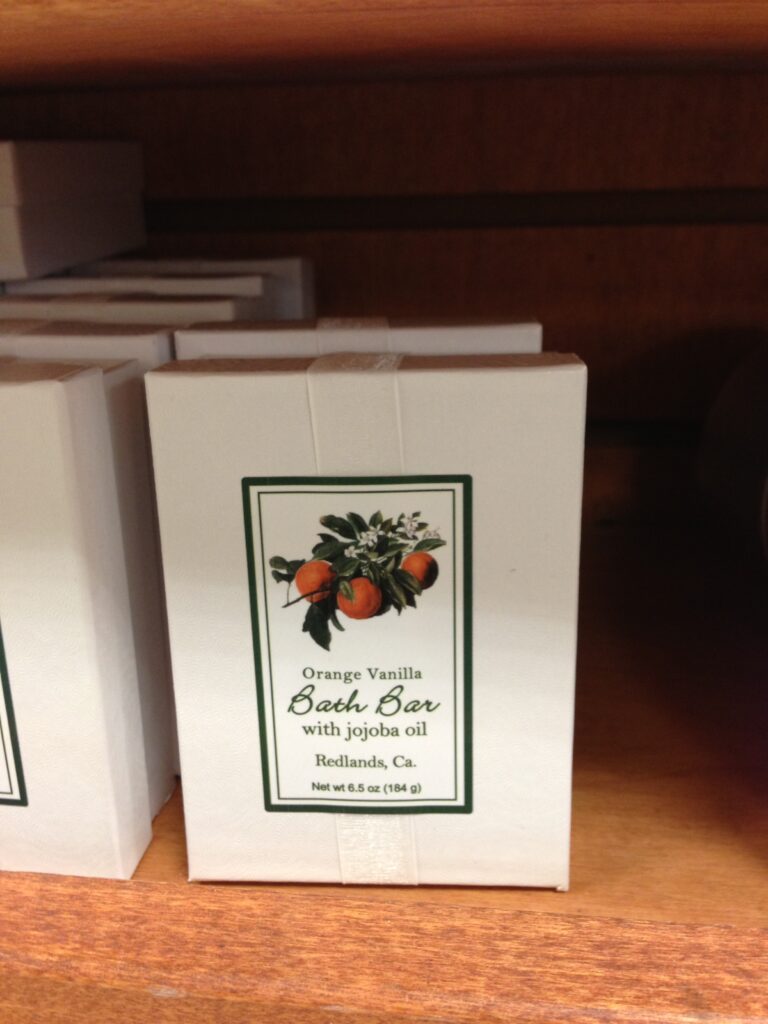 Orange Vanilla
Bath Bar
with jojoba oil
Redlands, Ca.
Net wt 6.5 oz (184 g)